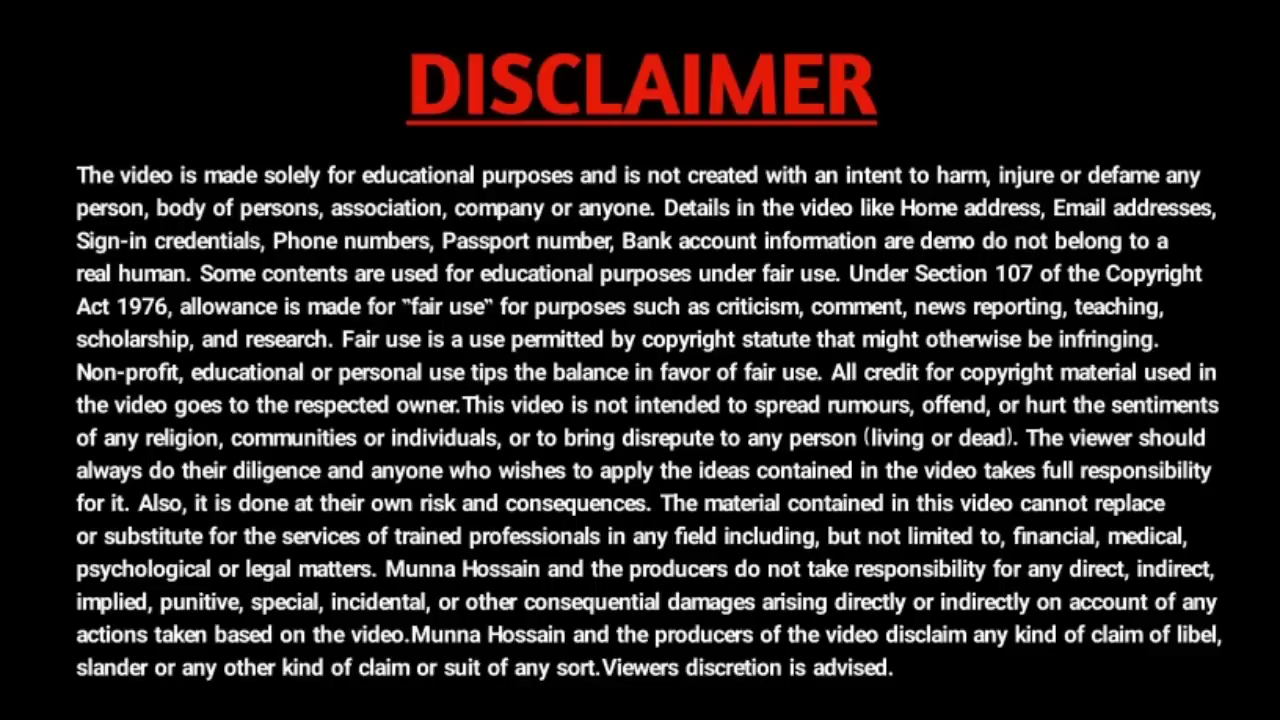 DISCLAIMER
The video is made solely for educational purposes and is not created with an intent to harm, injure or defame any
person, body of persons, association, company or anyone. Details in the video like Home address, Email addresses,
Sign-in credentials, Phone numbers, Passport number, Bank account information are demo do not belong to a
real human. Some contents are used for educational purposes under fair use. Under Section 107 of the Copyright
Act 1976, allowance is made for "fair use" for purposes such as criticism, comment, news reporting, teaching,
scholarship, and research. Fair use is a use permitted by copyright statute that might otherwise be infringing.
Non-profit, educational or personal use tips the balance in favor of fair use. All credit for copyright material used in
the video goes to the respected owner.This video is not intended to spread rumours, offend, or hurt the sentiments
of any religion, communities or individuals, or to bring disrepute to any person (living or dead). The viewer should
always do their diligence and anyone who wishes to apply the ideas contained in the video takes full responsibility
for it. Also, it is done at their own risk and consequences. The material contained in this video cannot replace
or substitute for the services of trained professionals in any field including, but not limited to, financial, medical,
psychological or legal matters. Munna Hossain and the producers do not take responsibility for any direct, indirect,
implied, punitive, special, incidental, or other consequential damages arising directly or indirectly on account of any
actions taken based on the video.Munna Hossain and the producers of the video disclaim any kind of claim of libel,
slander or any other kind of claim or suit of any sort.Viewers discretion is advised.